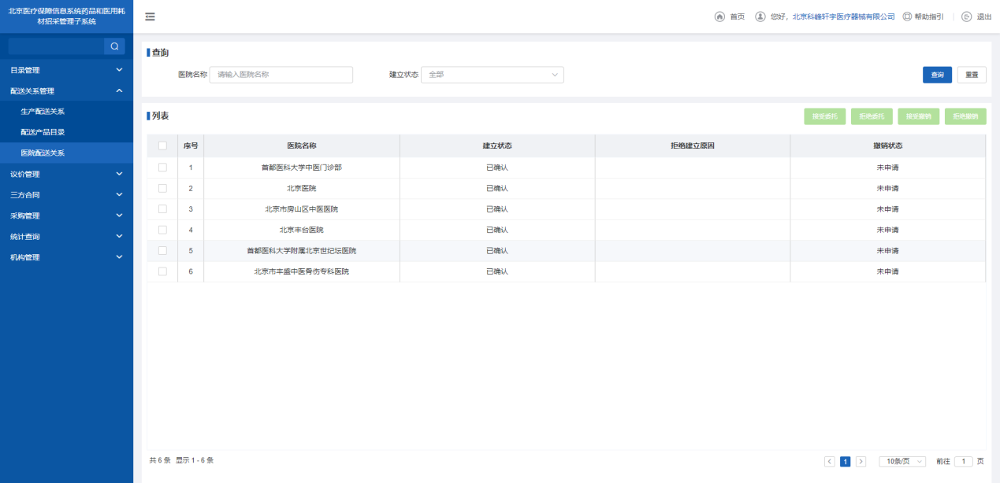 北京医疗保障信息系统药品和医用耗
材招采管理子系统
首页 您好，北京科峰轩宇医疗器械有限公司 帮助指引 退出
目录管理
配送关系管理
生产配送关系
配送产品目录
医院配送关系
议价管理
三方合同
采购管理
统计查询
机构管理
查询
医院名称 请输入医院名称 建立状态 全部 查询 重置
列表 接受委托 拒绝委托 接受撤销 拒绝撤销
序号 医院名称 建立状态 拒绝建立原因 撤销状态
1 首都医科大学中医门诊部 已确认 未申请
2 北京医院 已确认 未申请
3 北京市房山区中医医院 已确认 未申请
4 北京丰台医院 已确认 未申请
5 首都医科大学附属北京世纪坛医院 已确认 未申请
6 北京市丰盛中医骨伤专科医院 已确认 未申请
共 6 条 显示 1 - 6 条 1 10条/页 前往 1 页